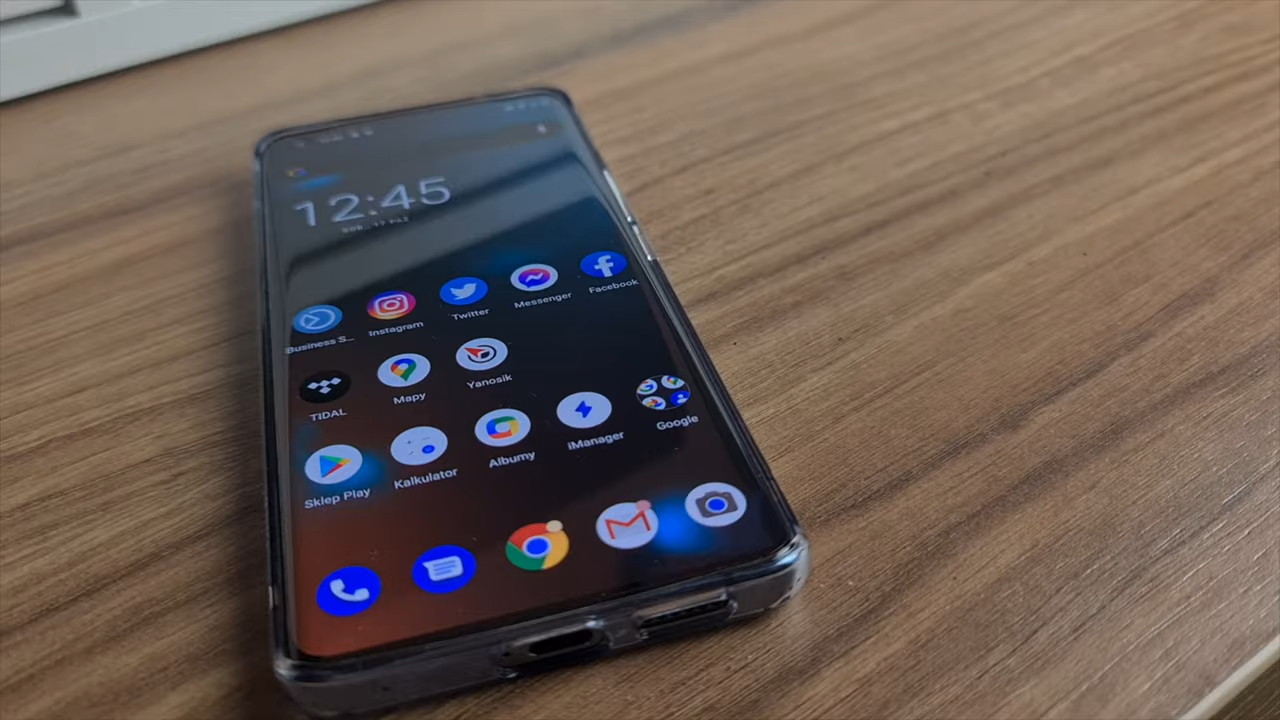 12:45
Business S...
Instagram
Twitter
Messenger
Facebook
TIDAL
Mapy
Yanosik
Sklep Play
Kalkulator
Albumy
iManager
Google